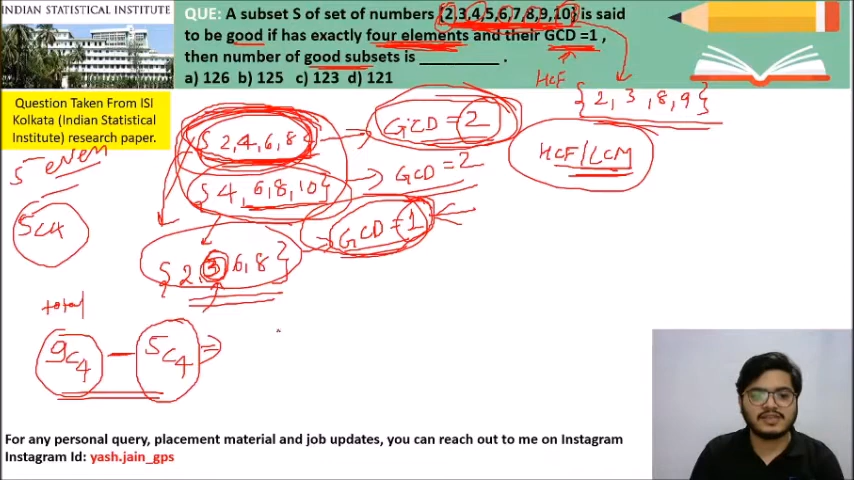 INDIAN STATISTICAL INSTITUTE
QUE: A subset S of set of numbers {2,3,4,5,6,7,8,9,10} is said
to be good if has exactly four elements and their GCD =1 ,
then number of good subsets is __________ .
a) 126 b) 125 c) 123 d) 121
Question Taken From ISI
Kolkata (Indian Statistical
Institute) research paper.
HCF
{2, 3, 8, 9}
HCF/LCM
{2,4,6,8}
GCD = 2
{4,6,8,10}
GCD = 2
{2,3,6,8}
GCD = 1
5 even
5C4
total
9C4 - 5C4 ⇒
For any personal query, placement material and job updates, you can reach out to me on Instagram
Instagram Id: yash.jain_gps